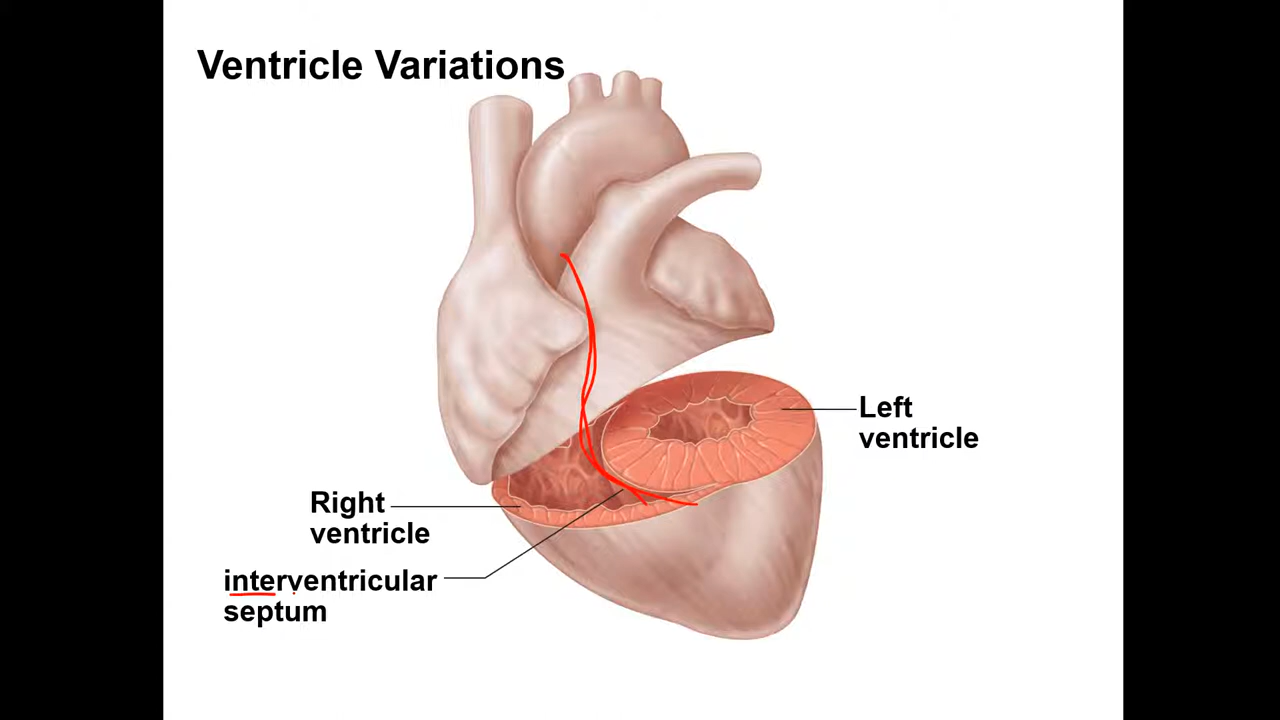 Ventricle Variations
Left
ventricle
Right
ventricle
interventricular
septum